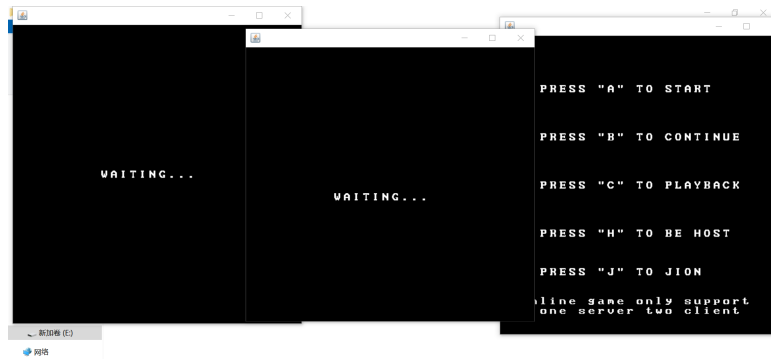 WAITING...
WAITING...
PRESS "A" TO START
PRESS "B" TO CONTINUE
PRESS "C" TO PLAYBACK
PRESS "H" TO BE HOST
PRESS "J" TO JION
nline game only support
one server two client
新加卷 (E:)
网络